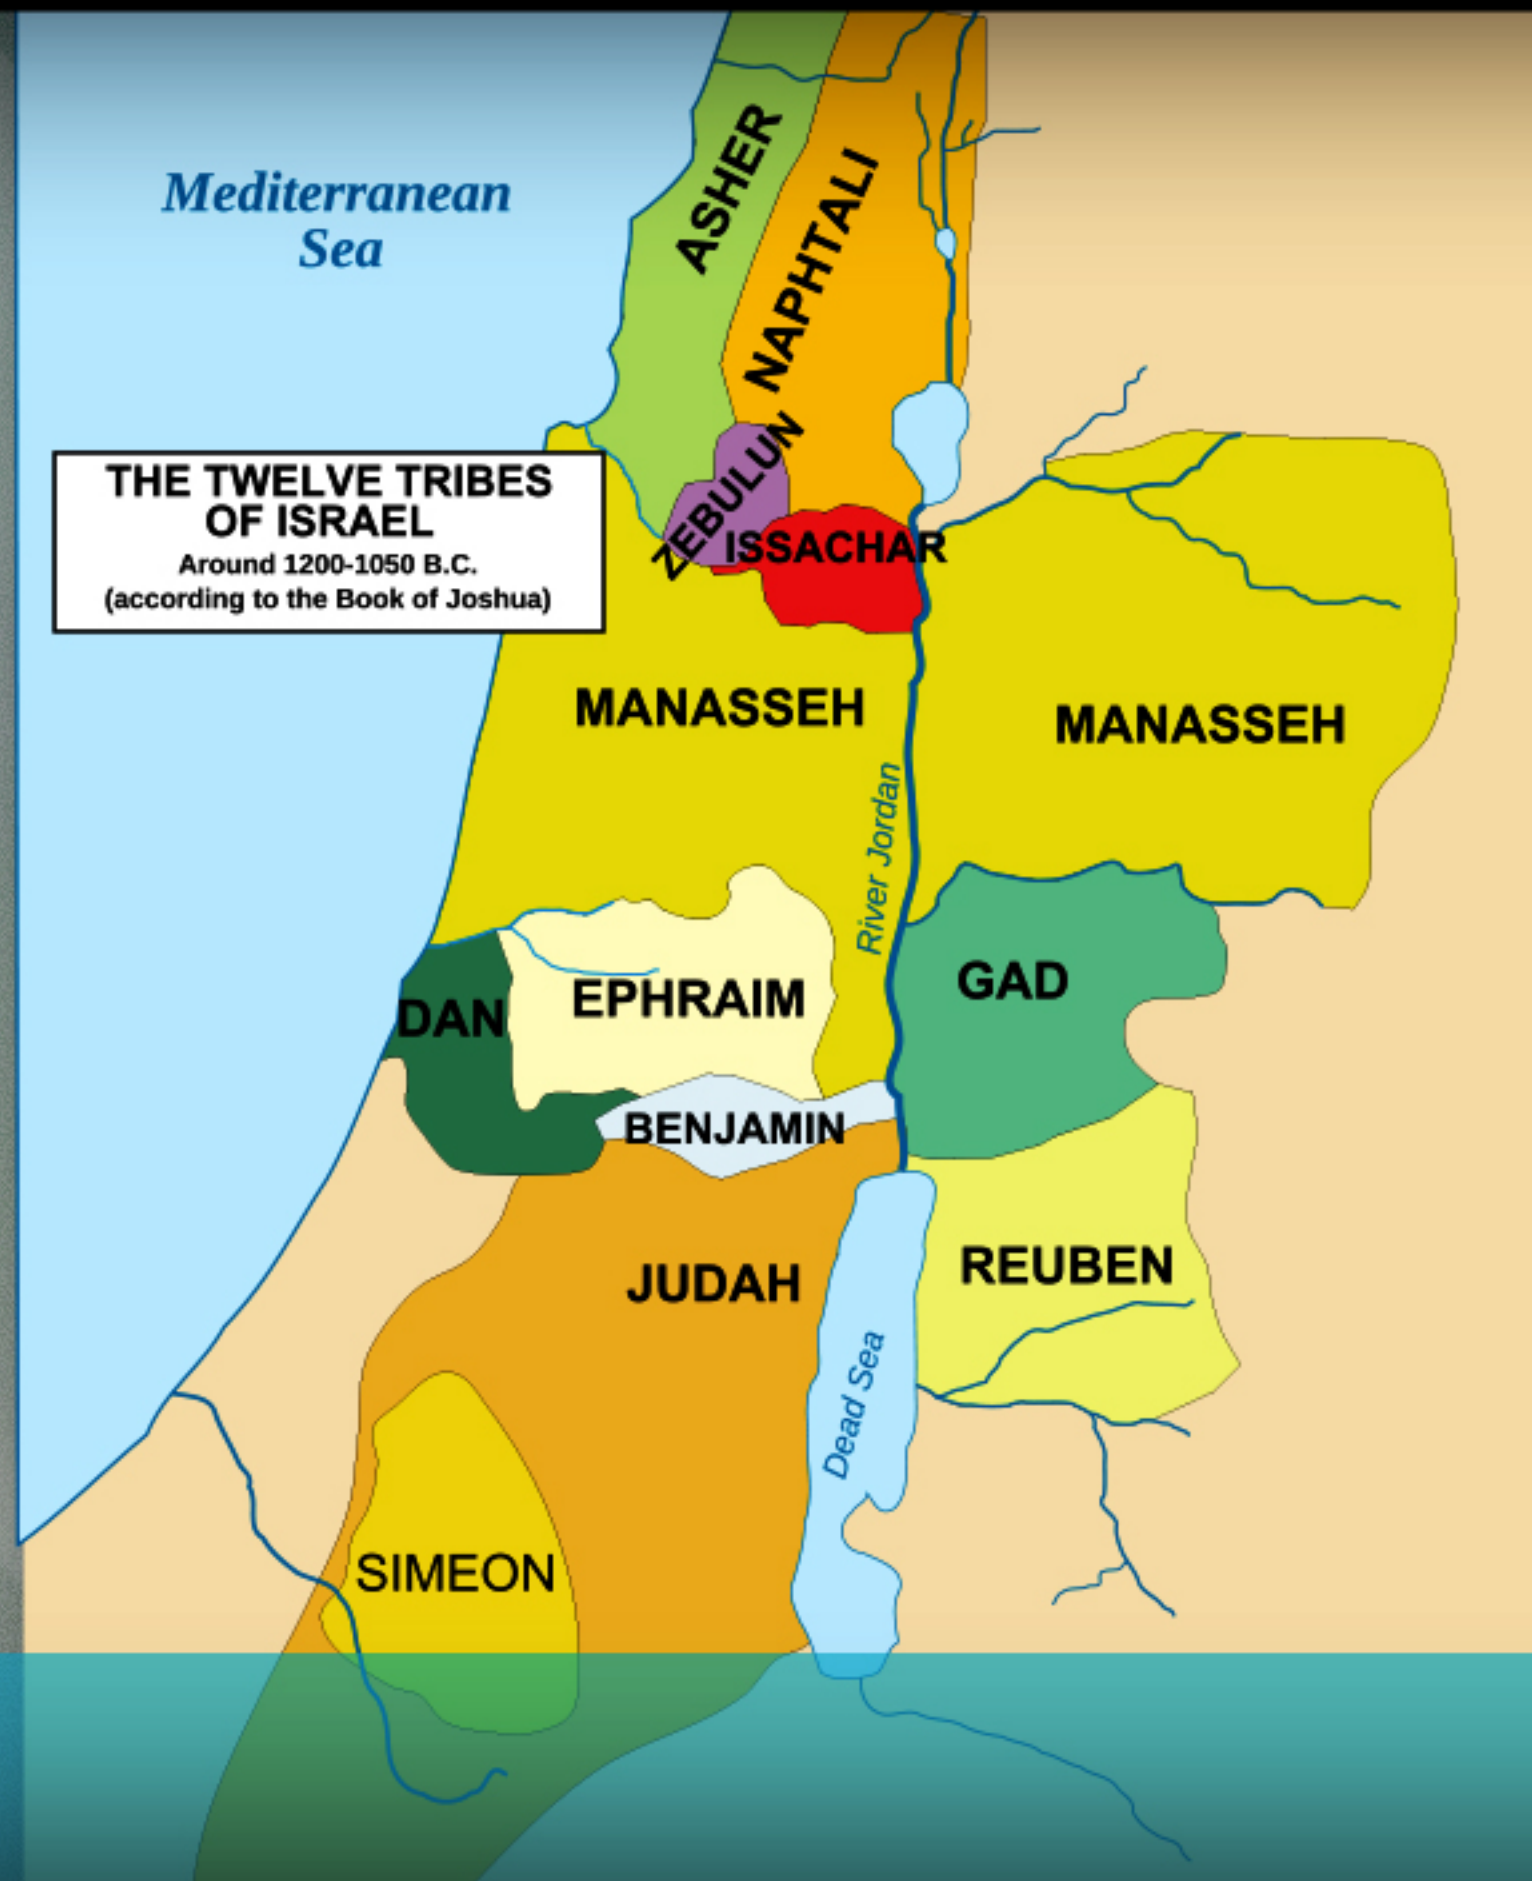 Mediterranean
Sea
ASHER
NAPHTALI
ZEBULUN
THE TWELVE TRIBES
OF ISRAEL
Around 1200-1050 B.C.
(according to the Book of Joshua)
ISSACHAR
MANASSEH
MANASSEH
River Jordan
DAN
EPHRAIM
GAD
BENJAMIN
JUDAH
REUBEN
Dead Sea
SIMEON